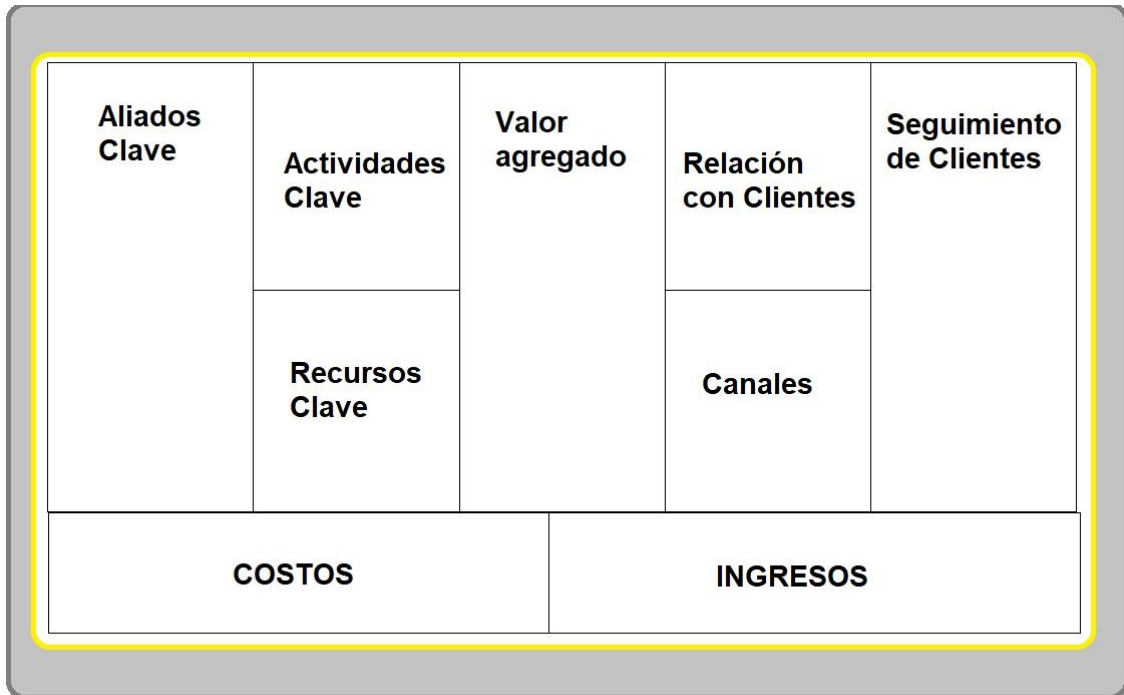 Aliados
Clave
Actividades
Clave
Recursos
Clave
Valor
agregado
Relación
con Clientes
Canales
Seguimiento
de Clientes
COSTOS
INGRESOS